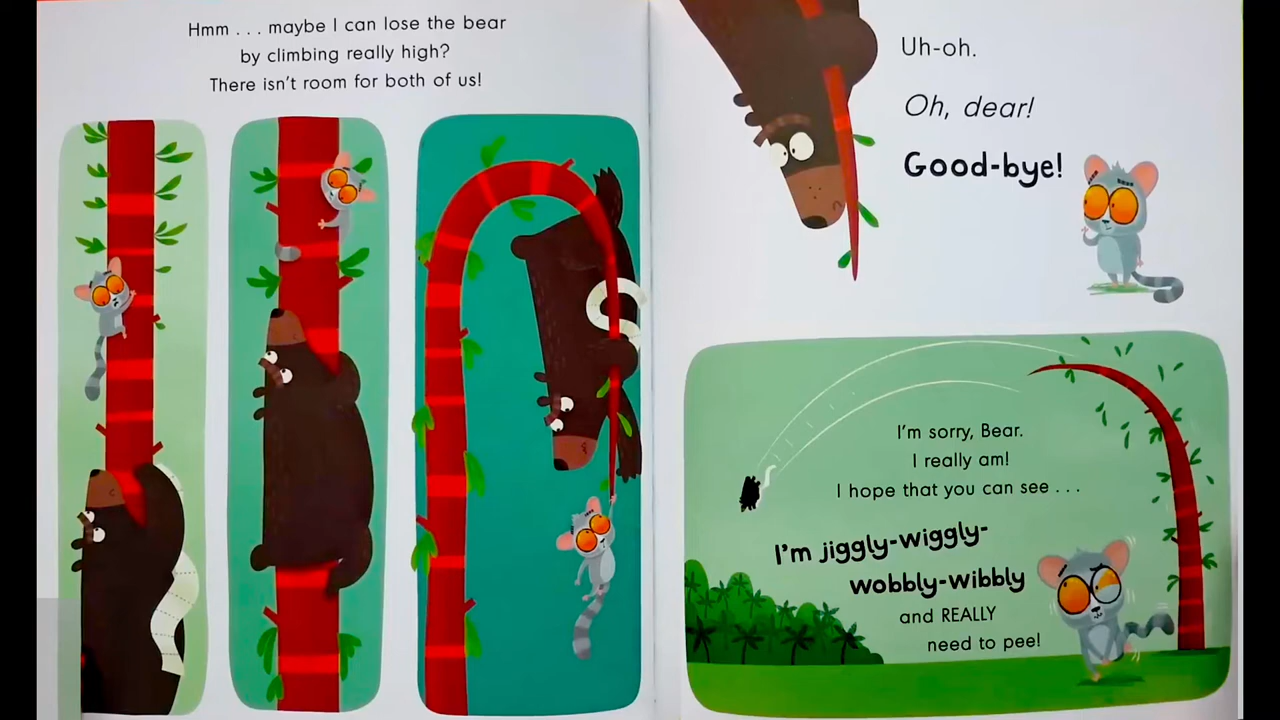 Hmm . . . maybe I can lose the bear
by climbing really high?
There isn't room for both of us!
Uh-oh.
Oh, dear!
Good-bye!
I'm sorry, Bear.
I really am!
I hope that you can see . . .
I'm jiggly-wiggly-
wobbly-wibbly
and REALLY
need to pee!